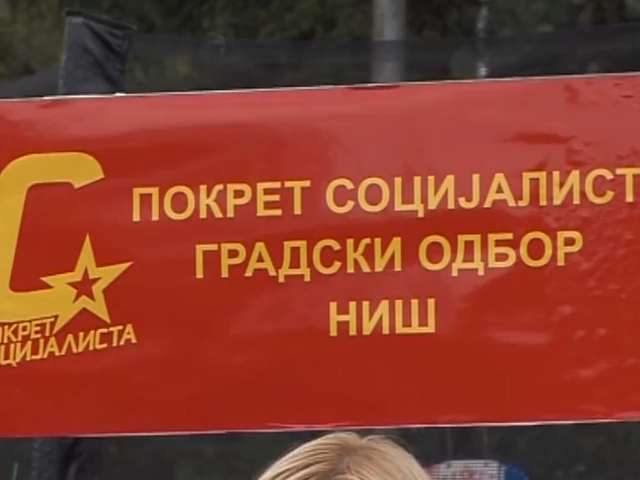 ПОКРЕТ СОЦИЈАЛИСТ
ГРАДСКИ ОДБОР
НИШ
С
ОКРЕТ
ЦИЈАЛИСТА